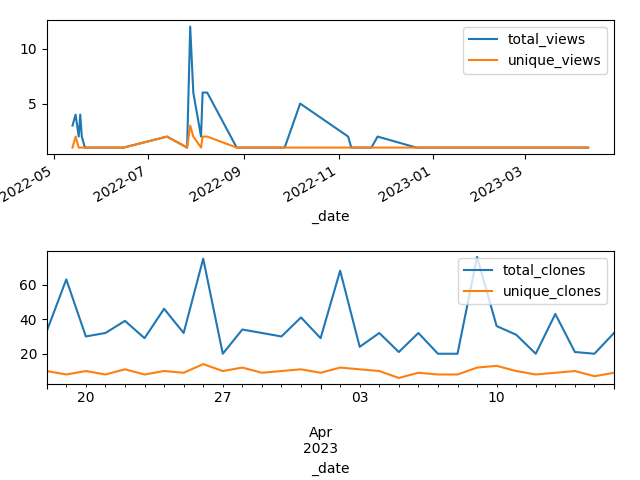 total_views
unique_views
10
5
2022-05
2022-07
2022-09
2022-11
2023-01
2023-03
_date
total_clones
unique_clones
60
40
20
20
27
03
10
Apr
2023
_date